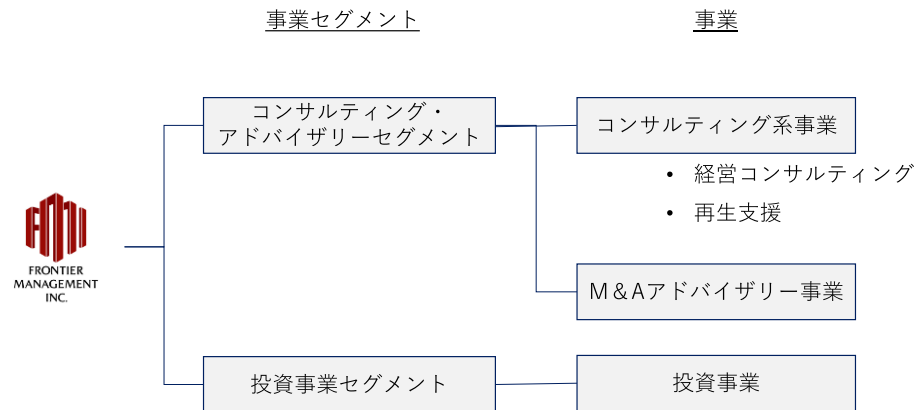 事業セグメント
事業
コンサルティング・
アドバイザリーセグメント
コンサルティング系事業
• 経営コンサルティング
• 再生支援
FRONTIER
MANAGEMENT
INC.
M&Aアドバイザリー事業
投資事業セグメント
投資事業